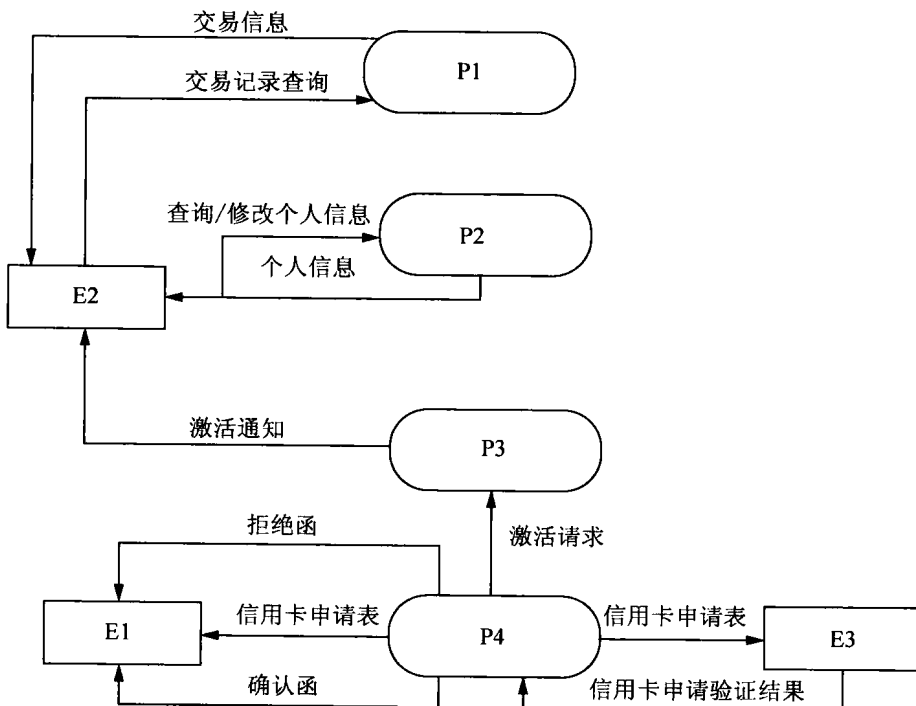 交易信息
P1
交易记录查询
查询/修改个人信息
P2
个人信息
E2
激活通知
P3
拒绝函
激活请求
E1
信用卡申请表
P4
信用卡申请表
E3
确认函
信用卡申请验证结果